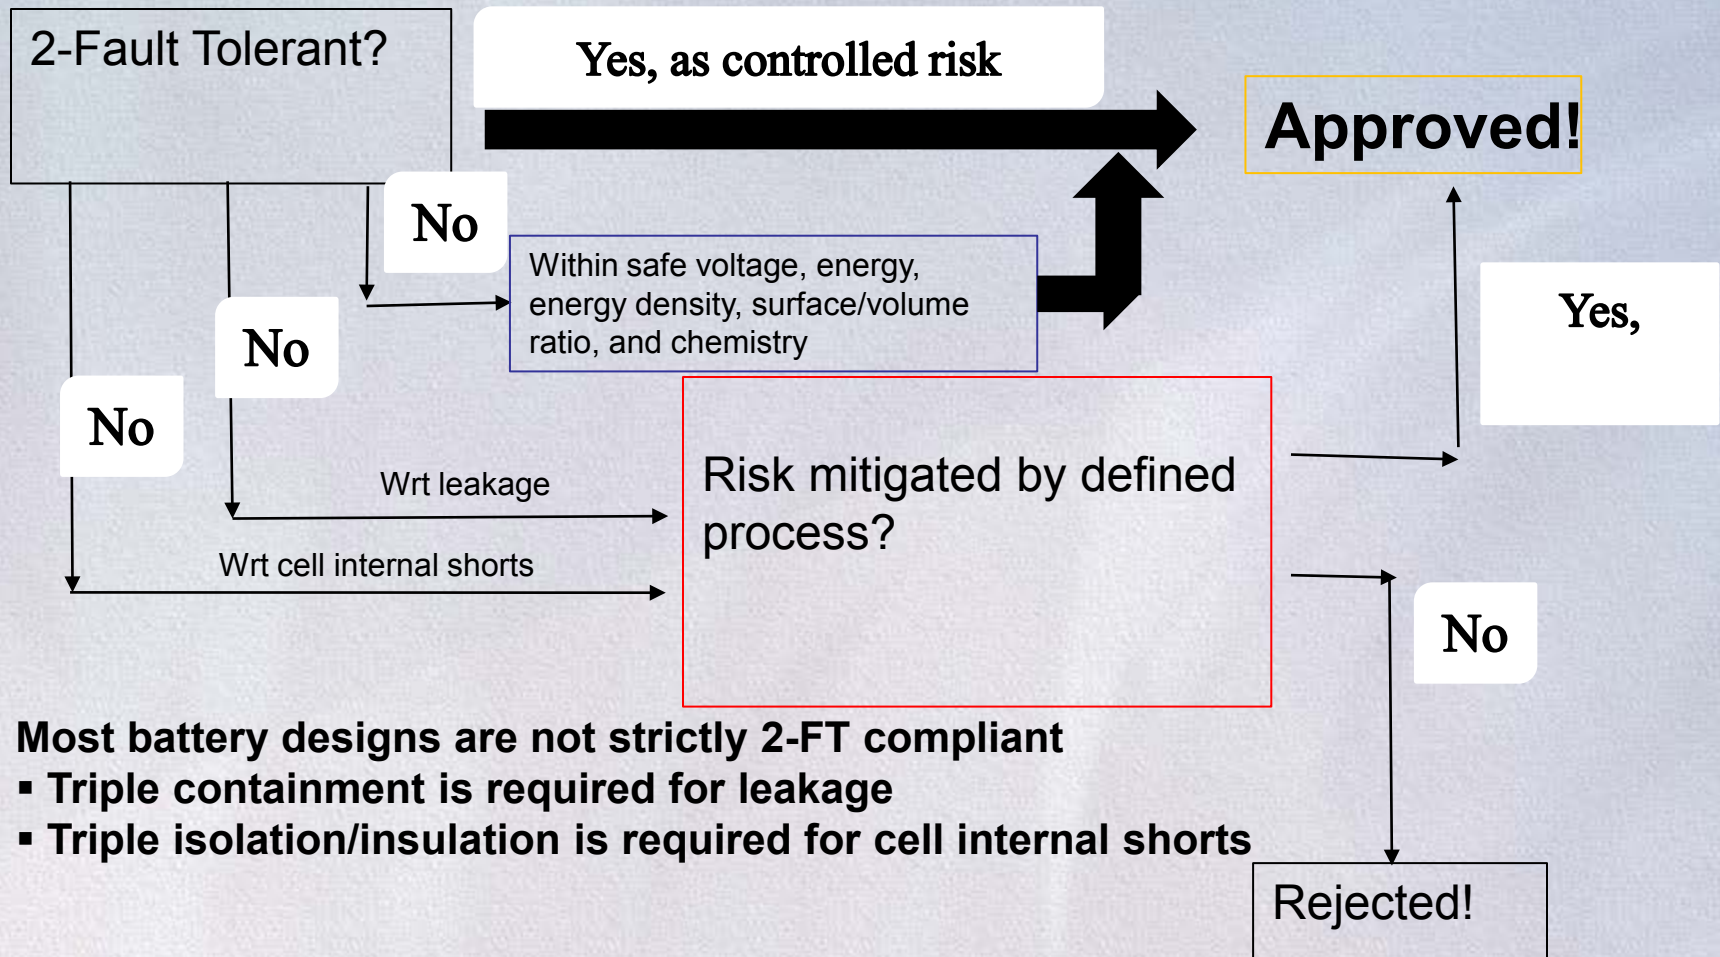 2-Fault Tolerant?
Yes, as controlled risk
Approved!
No
Within safe voltage, energy,
energy density, surface/volume
ratio, and chemistry
Yes,
No
No
Wrt leakage
Risk mitigated by defined
process?
Wrt cell internal shorts
No
Most battery designs are not strictly 2-FT compliant
▪ Triple containment is required for leakage
▪ Triple isolation/insulation is required for cell internal shorts
Rejected!